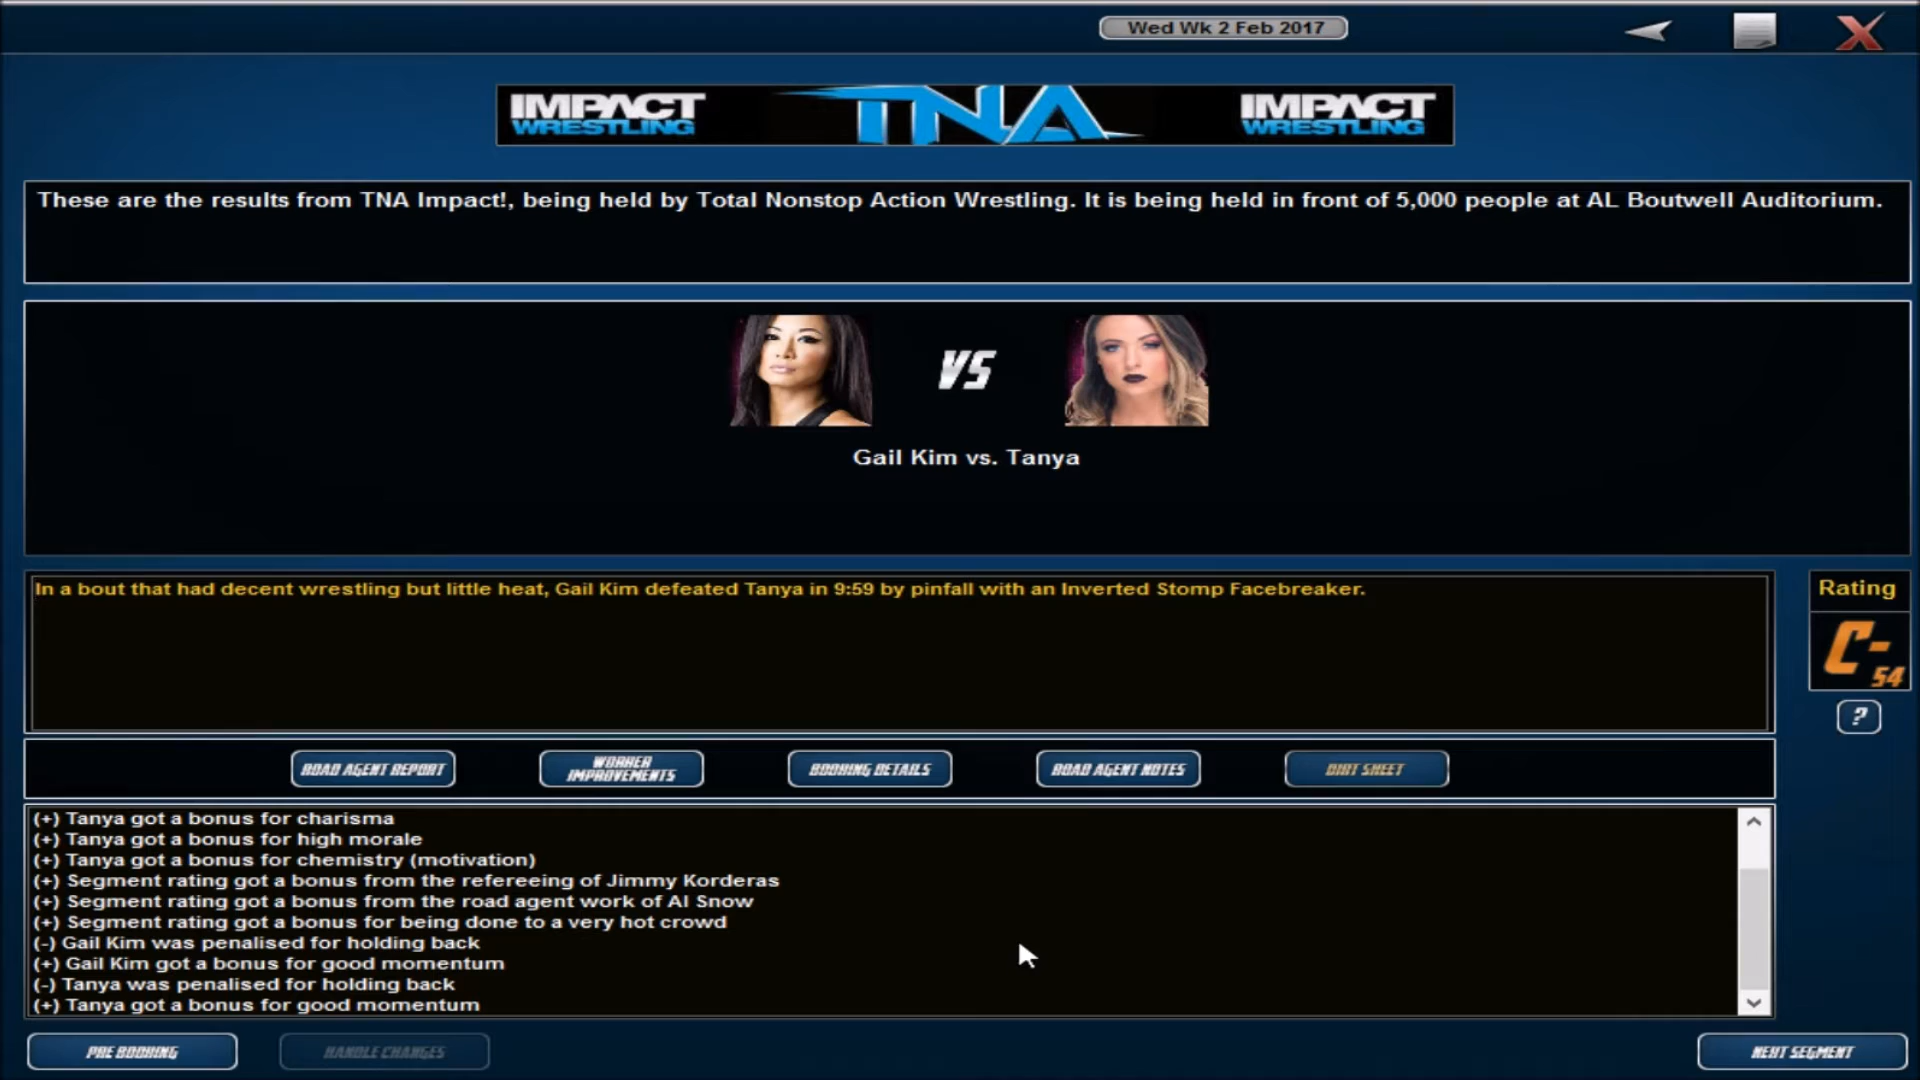 Wed Wk 2 Feb 2017
IMPACT WRESTLING TNA IMPACT WRESTLING
These are the results from TNA Impact!, being held by Total Nonstop Action Wrestling. It is being held in front of 5,000 people at AL Boutwell Auditorium.
VS
Gail Kim vs. Tanya
In a bout that had decent wrestling but little heat, Gail Kim defeated Tanya in 9:59 by pinfall with an Inverted Stomp Facebreaker.
Rating
C-
54
?
ROAD AGENT REPORT
WORKER IMPROVEMENTS
BOOKING DETAILS
ROAD AGENT NOTES
DIRT SHEET
(+) Tanya got a bonus for charisma
(+) Tanya got a bonus for high morale
(+) Tanya got a bonus for chemistry (motivation)
(+) Segment rating got a bonus from the refereeing of Jimmy Korderas
(+) Segment rating got a bonus from the road agent work of Al Snow
(+) Segment rating got a bonus for being done to a very hot crowd
(-) Gail Kim was penalised for holding back
(+) Gail Kim got a bonus for good momentum
(-) Tanya was penalised for holding back
(+) Tanya got a bonus for good momentum
PRE BOOKING
HANDLE CHANGES
NEXT SEGMENT